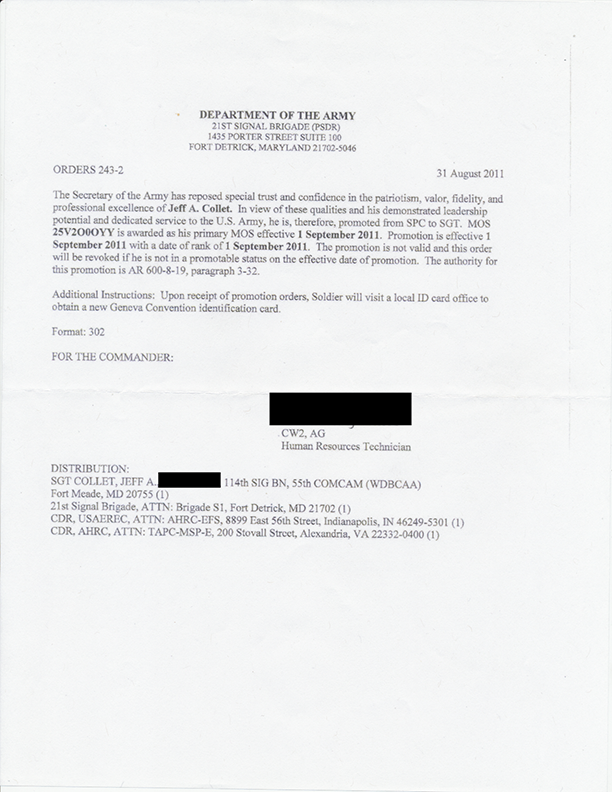 DEPARTMENT OF THE ARMY
21ST SIGNAL BRIGADE (PSDR)
1435 PORTER STREET SUITE 100
FORT DETRICK, MARYLAND 21702-5046
ORDERS 243-2
31 August 2011
The Secretary of the Army has reposed special trust and confidence in the patriotism, valor, fidelity, and
professional excellence of Jeff A. Collet. In view of these qualities and his demonstrated leadership
potential and dedicated service to the U.S. Army, he is, therefore, promoted from SPC to SGT. MOS
25V2O0OYY is awarded as his primary MOS effective 1 September 2011. Promotion is effective 1
September 2011 with a date of rank of 1 September 2011. The promotion is not valid and this order
will be revoked if he is not in a promotable status on the effective date of promotion. The authority for
this promotion is AR 600-8-19, paragraph 3-32.
Additional Instructions: Upon receipt of promotion orders, Soldier will visit a local ID card office to
obtain a new Geneva Convention identification card.
Format: 302
FOR THE COMMANDER:
CW2, AG
Human Resources Technician
DISTRIBUTION:
SGT COLLET, JEFF A. 114th SIG BN, 55th COMCAM (WDBCAA)
Fort Meade, MD 20755 (1)
21st Signal Brigade, ATTN: Brigade S1, Fort Detrick, MD 21702 (1)
CDR, USAEREC, ATTN: AHRC-EFS, 8899 East 56th Street, Indianapolis, IN 46249-5301 (1)
CDR, AHRC, ATTN: TAPC-MSP-E, 200 Stovall Street, Alexandria, VA 22332-0400 (1)